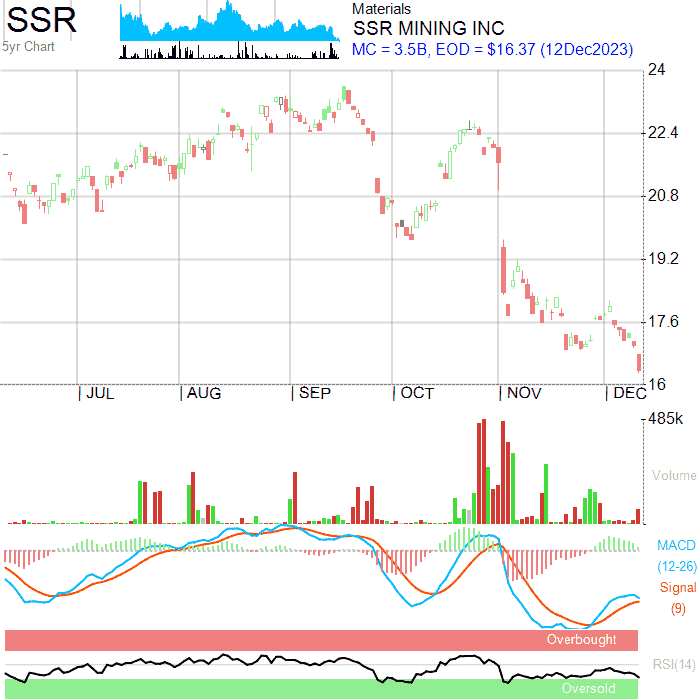 SSR
5yr Chart
Materials
SSR MINING INC
MC = 3.5B, EOD = $16.37 (12Dec2023)
24
22.4
20.8
19.2
17.6
16
JUL AUG SEP OCT NOV DEC
485k
Volume
MACD
(12-26)
Signal
(9)
Overbought
RSI(14)
Oversold